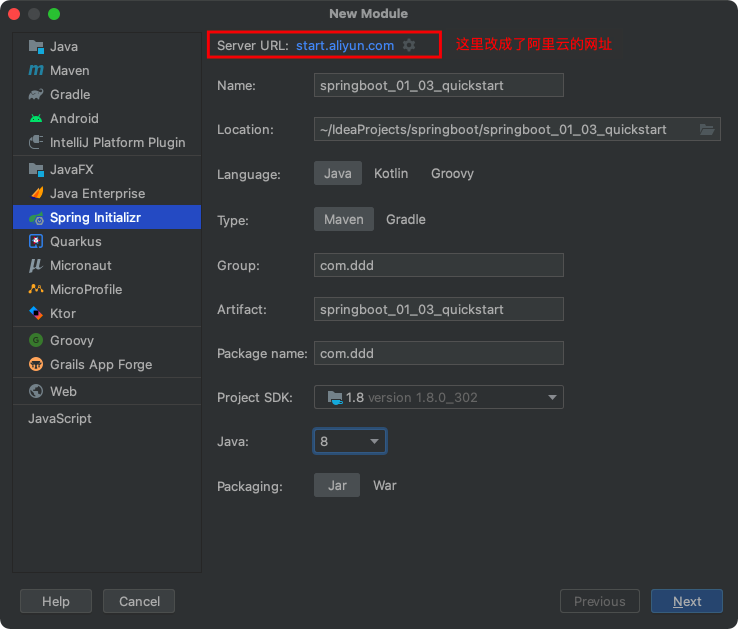 New Module
Java
Maven
Gradle
Android
IntelliJ Platform Plugin
JavaFX
Java Enterprise
Spring Initializr
Quarkus
Micronaut
MicroProfile
Ktor
Groovy
Grails App Forge
Web
JavaScript
Server URL: start.aliyun.com 这里改成了阿里云的网址
Name: springboot_01_03_quickstart
Location: ~/IdeaProjects/springboot/springboot_01_03_quickstart
Language: Java Kotlin Groovy
Type: Maven Gradle
Group: com.ddd
Artifact: springboot_01_03_quickstart
Package name: com.ddd
Project SDK: 1.8 version 1.8.0_302
Java: 8
Packaging: Jar War
Help Cancel Previous Next